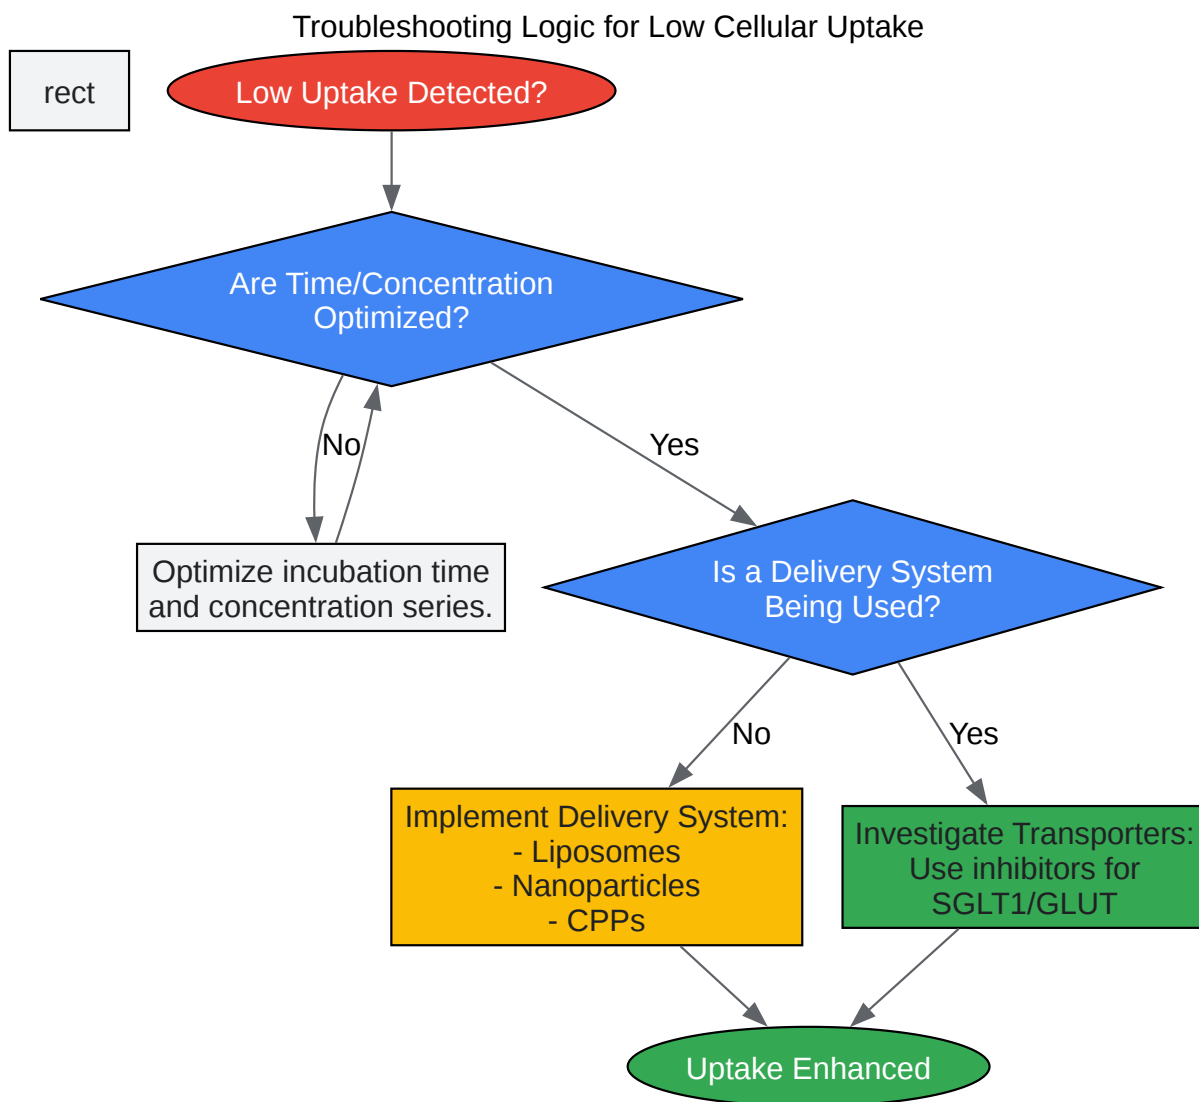 Troubleshooting Logic for Low Cellular Uptake
rect
Low Uptake Detected?
Are Time/Concentration
Optimized?
No
Yes
Optimize incubation time
and concentration series.
Is a Delivery System
Being Used?
No
Yes
Implement Delivery System:
- Liposomes
- Nanoparticles
- CPPs
Investigate Transporters:
Use inhibitors for
SGLT1/GLUT
Uptake Enhanced